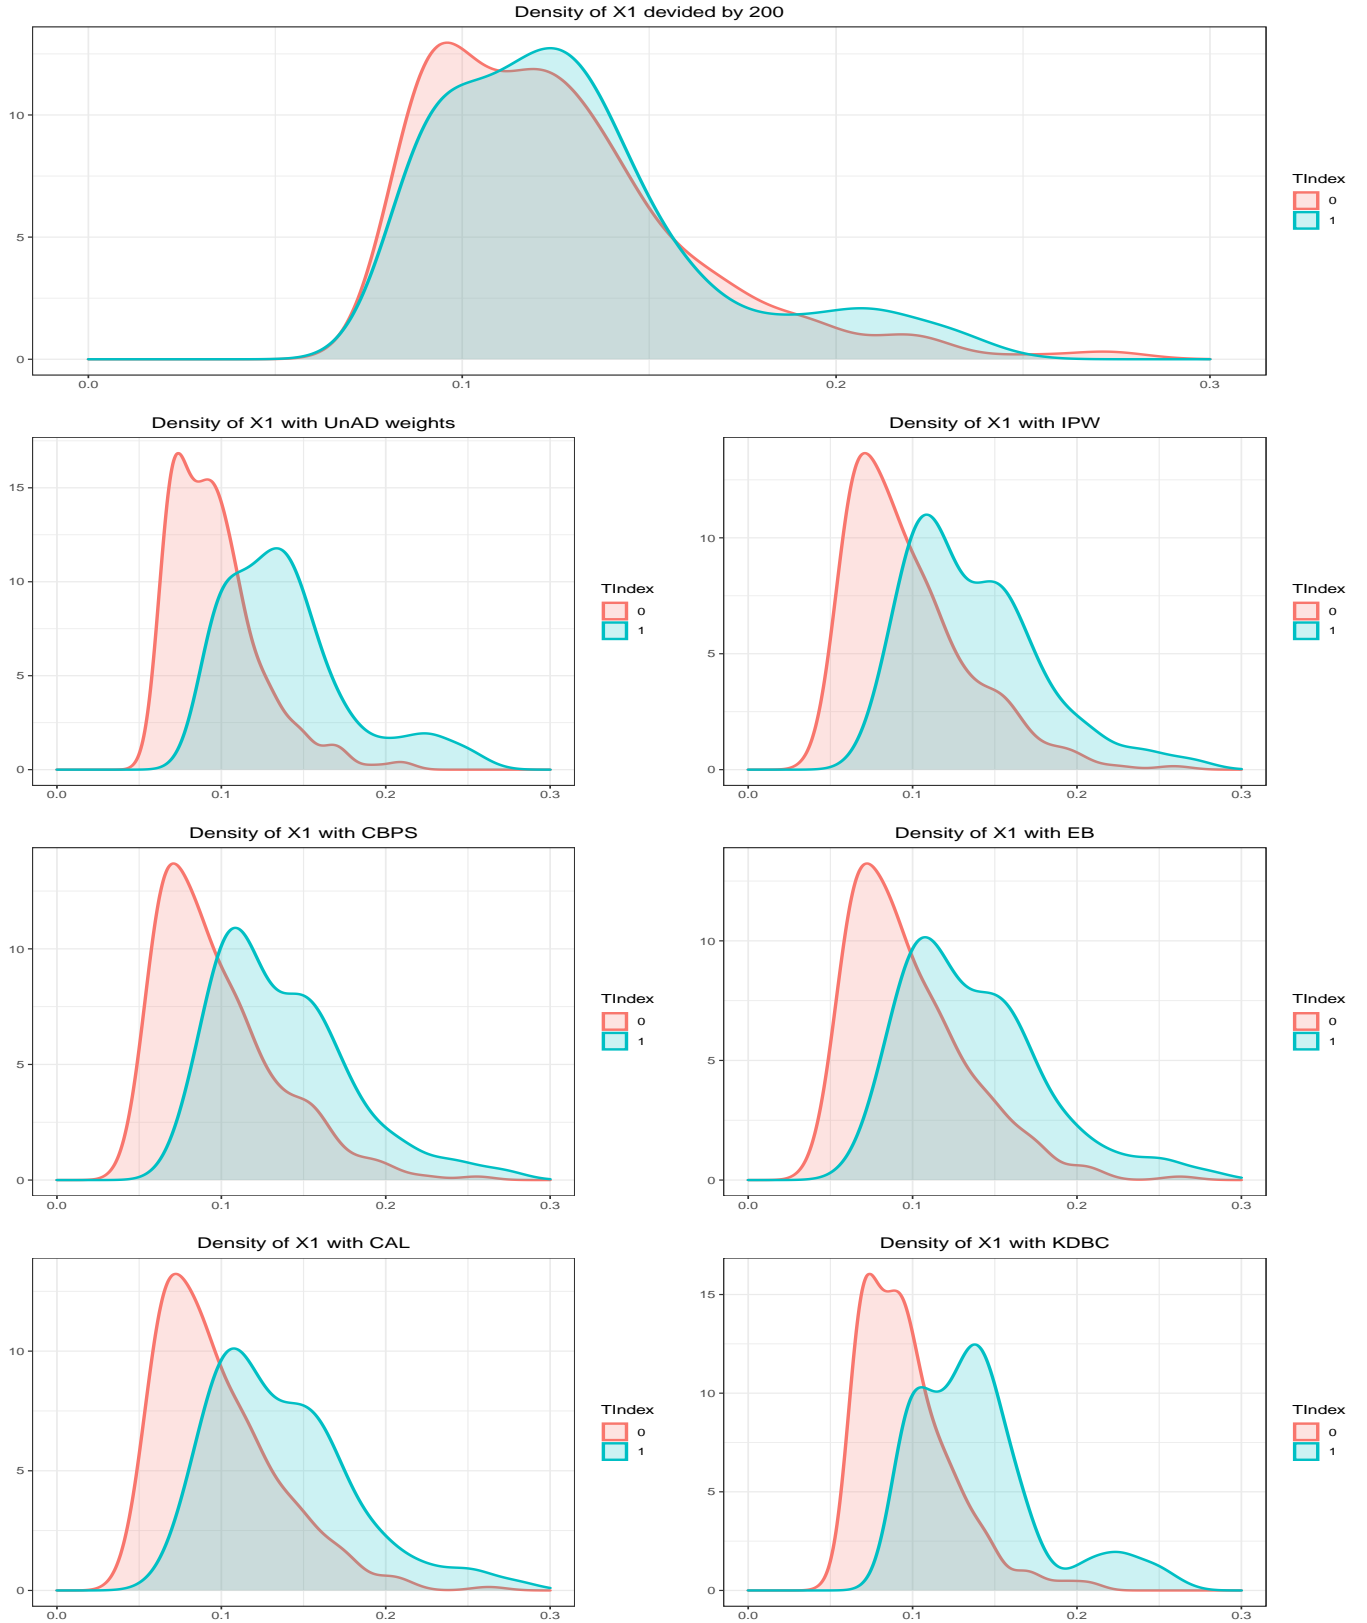 Density of X1 devided by 200
10
5
0
0.0 0.1 0.2 0.3
TIndex
0
1
Density of X1 with UnAD weights
15
10
5
0
0.0 0.1 0.2 0.3
TIndex
0
1
Density of X1 with IPW
10
5
0
0.0 0.1 0.2 0.3
TIndex
0
1
Density of X1 with CBPS
10
5
0
0.0 0.1 0.2 0.3
TIndex
0
1
Density of X1 with EB
10
5
0
0.0 0.1 0.2 0.3
TIndex
0
1
Density of X1 with CAL
10
5
0
0.0 0.1 0.2 0.3
TIndex
0
1
Density of X1 with KDBC
15
10
5
0
0.0 0.1 0.2 0.3
TIndex
0
1